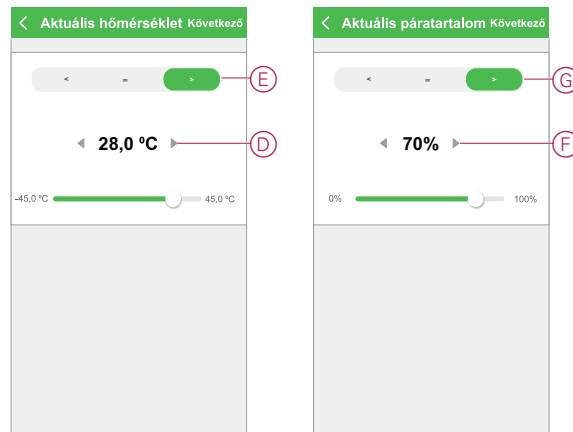 Aktuális hőmérséklet Következő
< = >
E
28,0 ºC
D
-45,0 ºC 45,0 ºC
Aktuális páratartalom Következő
< = >
G
70%
F
0% 100%